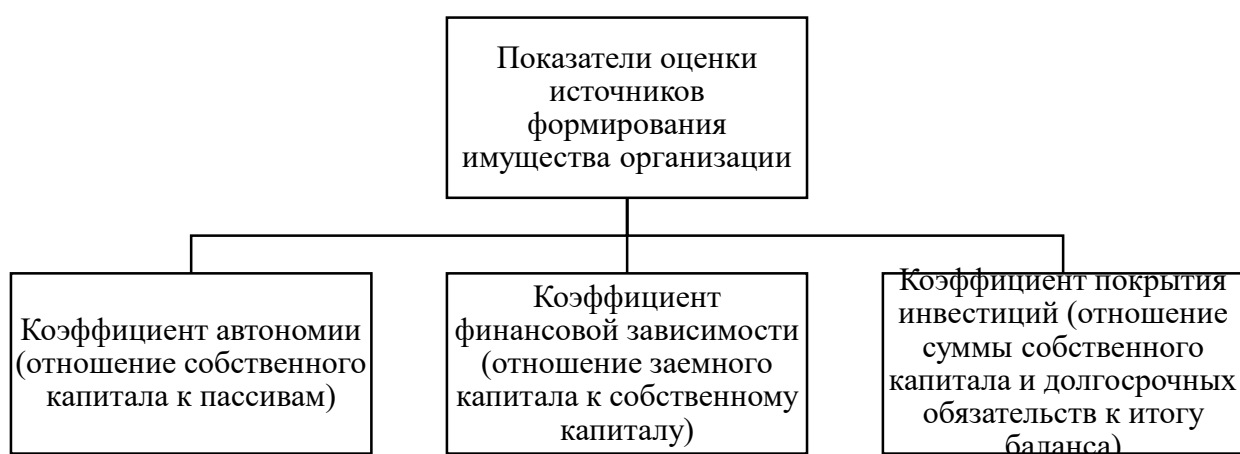 Показатели оценки
источников
формирования
имущества организации
Коэффициент автономии
(отношение собственного
капитала к пассивам)
Коэффициент
финансовой зависимости
(отношение заемного
капитала к собственному
капиталу)
Коэффициент покрытия
инвестиций (отношение
суммы собственного
капитала и долгосрочных
обязательств к итогу
баланса)